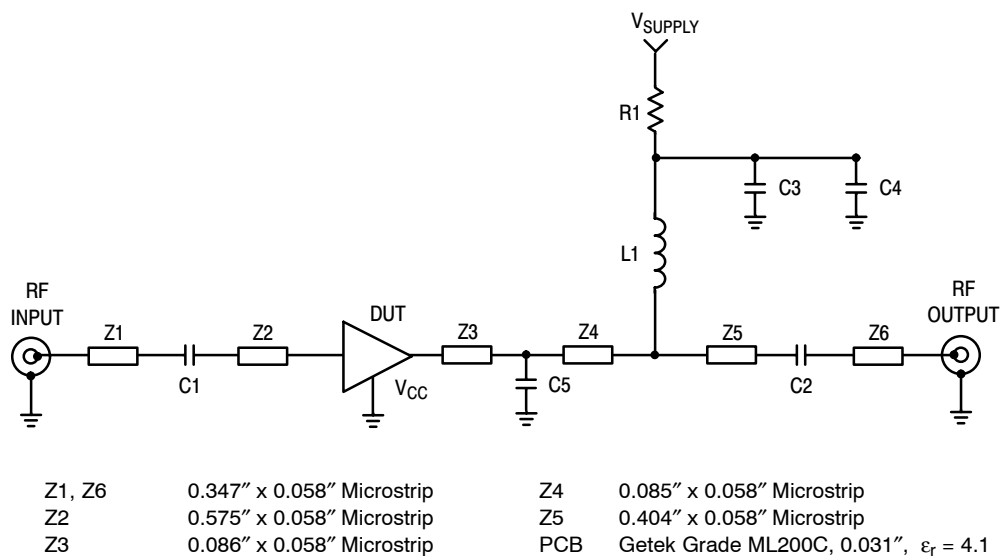 V_SUPPLY
R1
C3
C4
L1
RF
INPUT
Z1
C1
Z2
DUT
V_CC
Z3
C5
Z4
Z5
C2
Z6
RF
OUTPUT
Z1, Z6 0.347″ x 0.058″ Microstrip
Z2 0.575″ x 0.058″ Microstrip
Z3 0.086″ x 0.058″ Microstrip
Z4 0.085″ x 0.058″ Microstrip
Z5 0.404″ x 0.058″ Microstrip
PCB Getek Grade ML200C, 0.031″, εr = 4.1